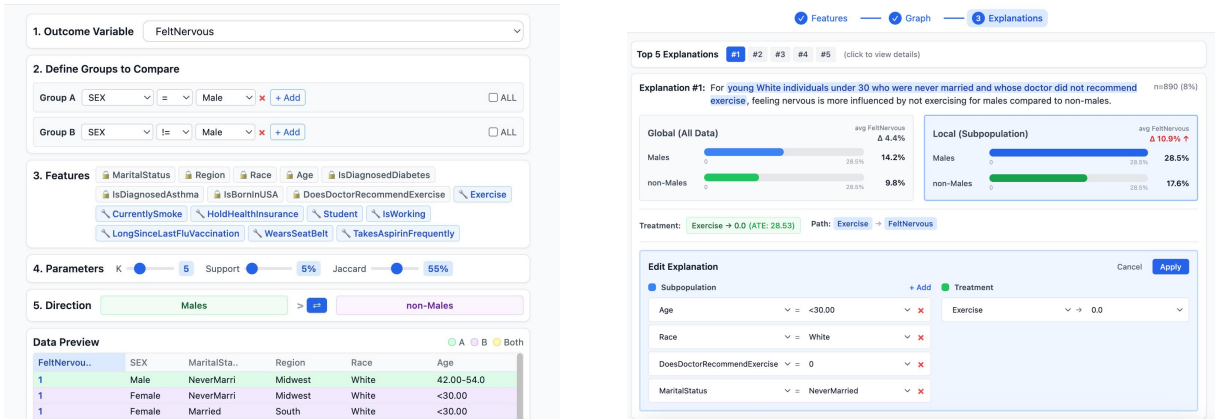 1. Outcome Variable FeltNervous
2. Define Groups to Compare
Group A SEX = Male × + Add ALL
Group B SEX != Male × + Add ALL
3. Features MaritalStatus Region Race Age IsDiagnosedDiabetes
IsDiagnosedAsthma IsBornInUSA DoesDoctorRecommendExercise Exercise
CurrentlySmoke HoldHealthInsurance Student IsWorking
LongSinceLastFluVaccination WearsSeatBelt TakesAspirinFrequently
4. Parameters K 5 Support 5% Jaccard 55%
5. Direction Males > ⇄ non-Males
Data Preview A B Both
FeltNervou.. SEX MaritalSta.. Region Race Age
1 Male NeverMarri Midwest White 42.00-54.0
1 Female NeverMarri Midwest White <30.00
1 Female Married South White <30.00
Features Graph 3 Explanations
Top 5 Explanations #1 #2 #3 #4 #5 (click to view details)
Explanation #1: For young White individuals under 30 who were never married and whose doctor did not recommend n=890 (8%)
exercise, feeling nervous is more influenced by not exercising for males compared to non-males.
Global (All Data) avg FeltNervous
Δ 4.4%
Males 14.2%
0 28.5%
non-Males 9.8%
0 28.5%
Local (Subpopulation) avg FeltNervous
Δ 10.9% ↑
Males 28.5%
0 28.5%
non-Males 17.6%
0 28.5%
Treatment: Exercise → 0.0 (ATE: 28.53) Path: Exercise → FeltNervous
Edit Explanation Cancel Apply
Subpopulation + Add Treatment
Age = <30.00 × Exercise → 0.0
Race = White ×
DoesDoctorRecommendExercise = 0 ×
MaritalStatus = NeverMarried ×